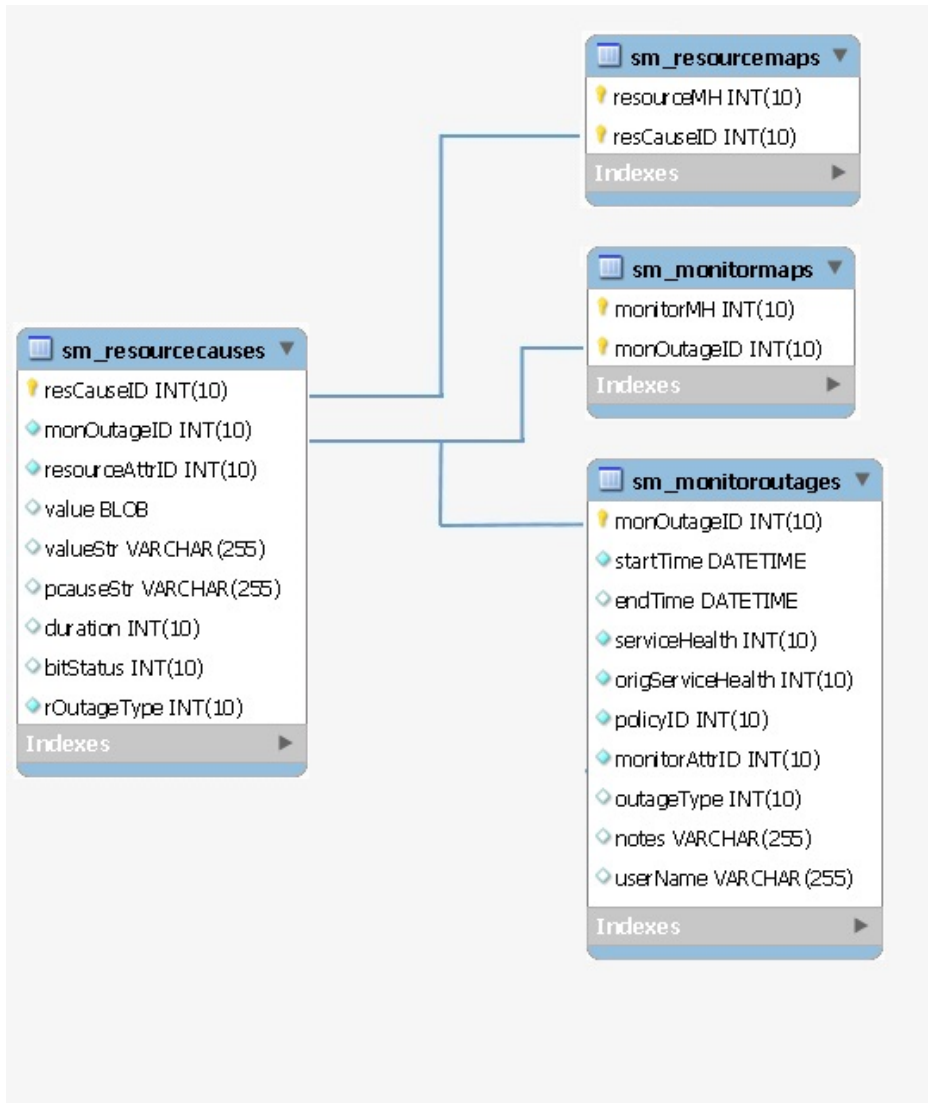 sm_resourcemaps
resourceMH INT(10)
resCauseID INT(10)
Indexes
sm_monitormaps
monitorMH INT(10)
monOutageID INT(10)
Indexes
sm_resourcecauses
resCauseID INT(10)
monOutageID INT(10)
resourceAttrID INT(10)
value BLOB
valueStr VARCHAR(255)
pcauseStr VARCHAR(255)
duration INT(10)
bitStatus INT(10)
rOutageType INT(10)
Indexes
sm_monitoroutages
monOutageID INT(10)
startTime DATETIME
endTime DATETIME
serviceHealth INT(10)
origServiceHealth INT(10)
policyID INT(10)
monitorAttrID INT(10)
outageType INT(10)
notes VARCHAR(255)
userName VARCHAR(255)
Indexes